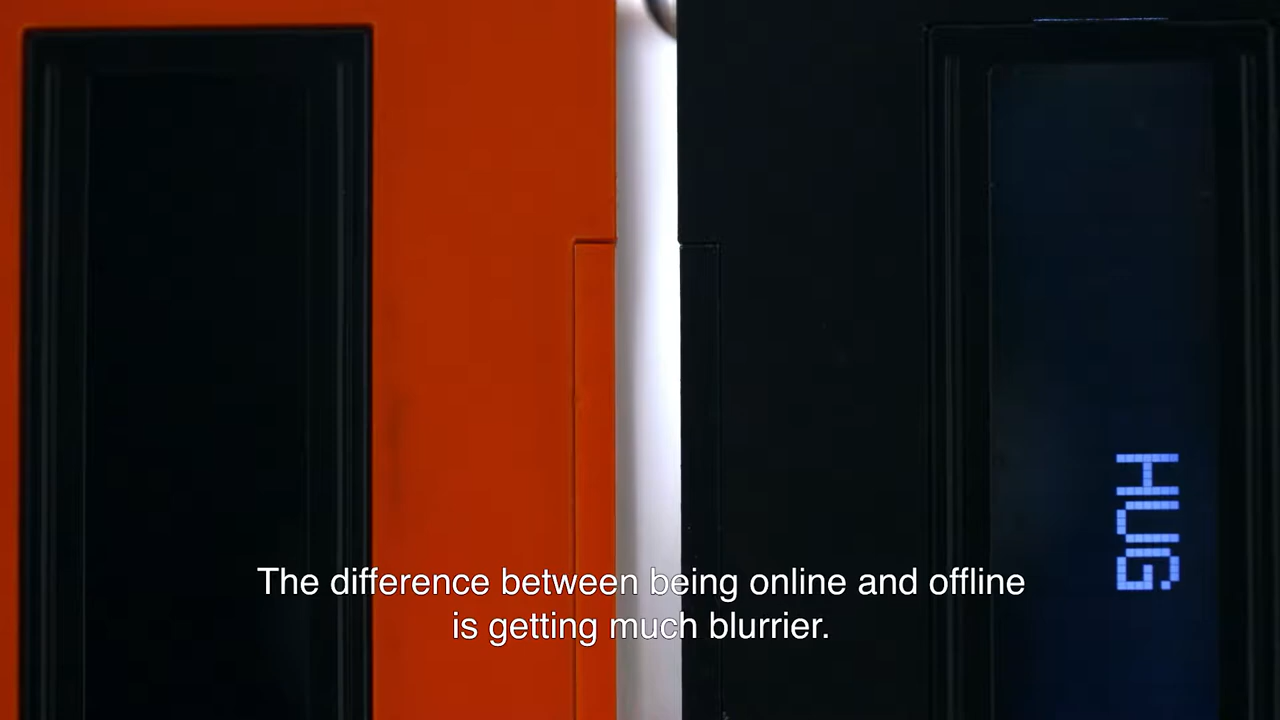 HUG
The difference between being online and offline
is getting much blurrier.